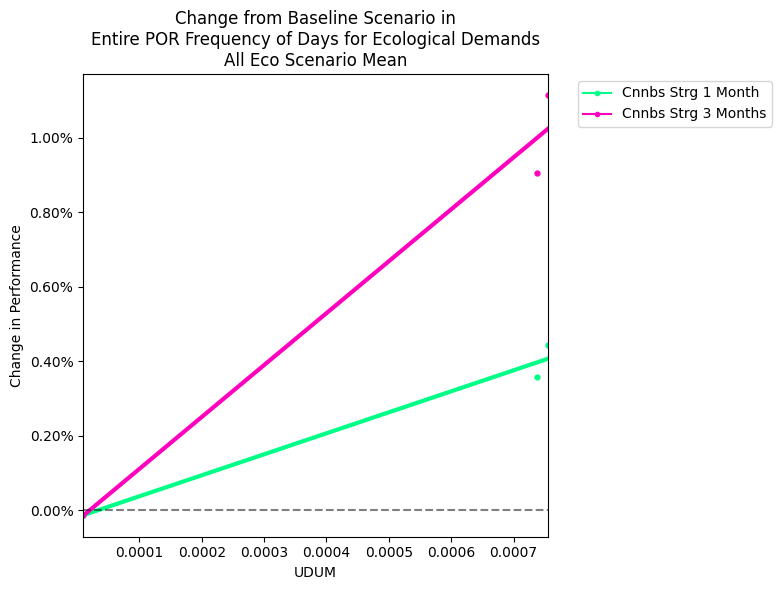 Change from Baseline Scenario in
Entire POR Frequency of Days for Ecological Demands
All Eco Scenario Mean
Cnnbs Strg 1 Month
Cnnbs Strg 3 Months
Change in Performance
1.00%
0.80%
0.60%
0.40%
0.20%
0.00%
0.0001 0.0002 0.0003 0.0004 0.0005 0.0006 0.0007
UDUM